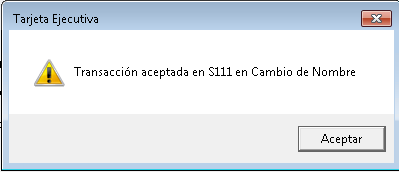 Tarjeta Ejecutiva
Transacción aceptada en S111 en Cambio de Nombre
Aceptar